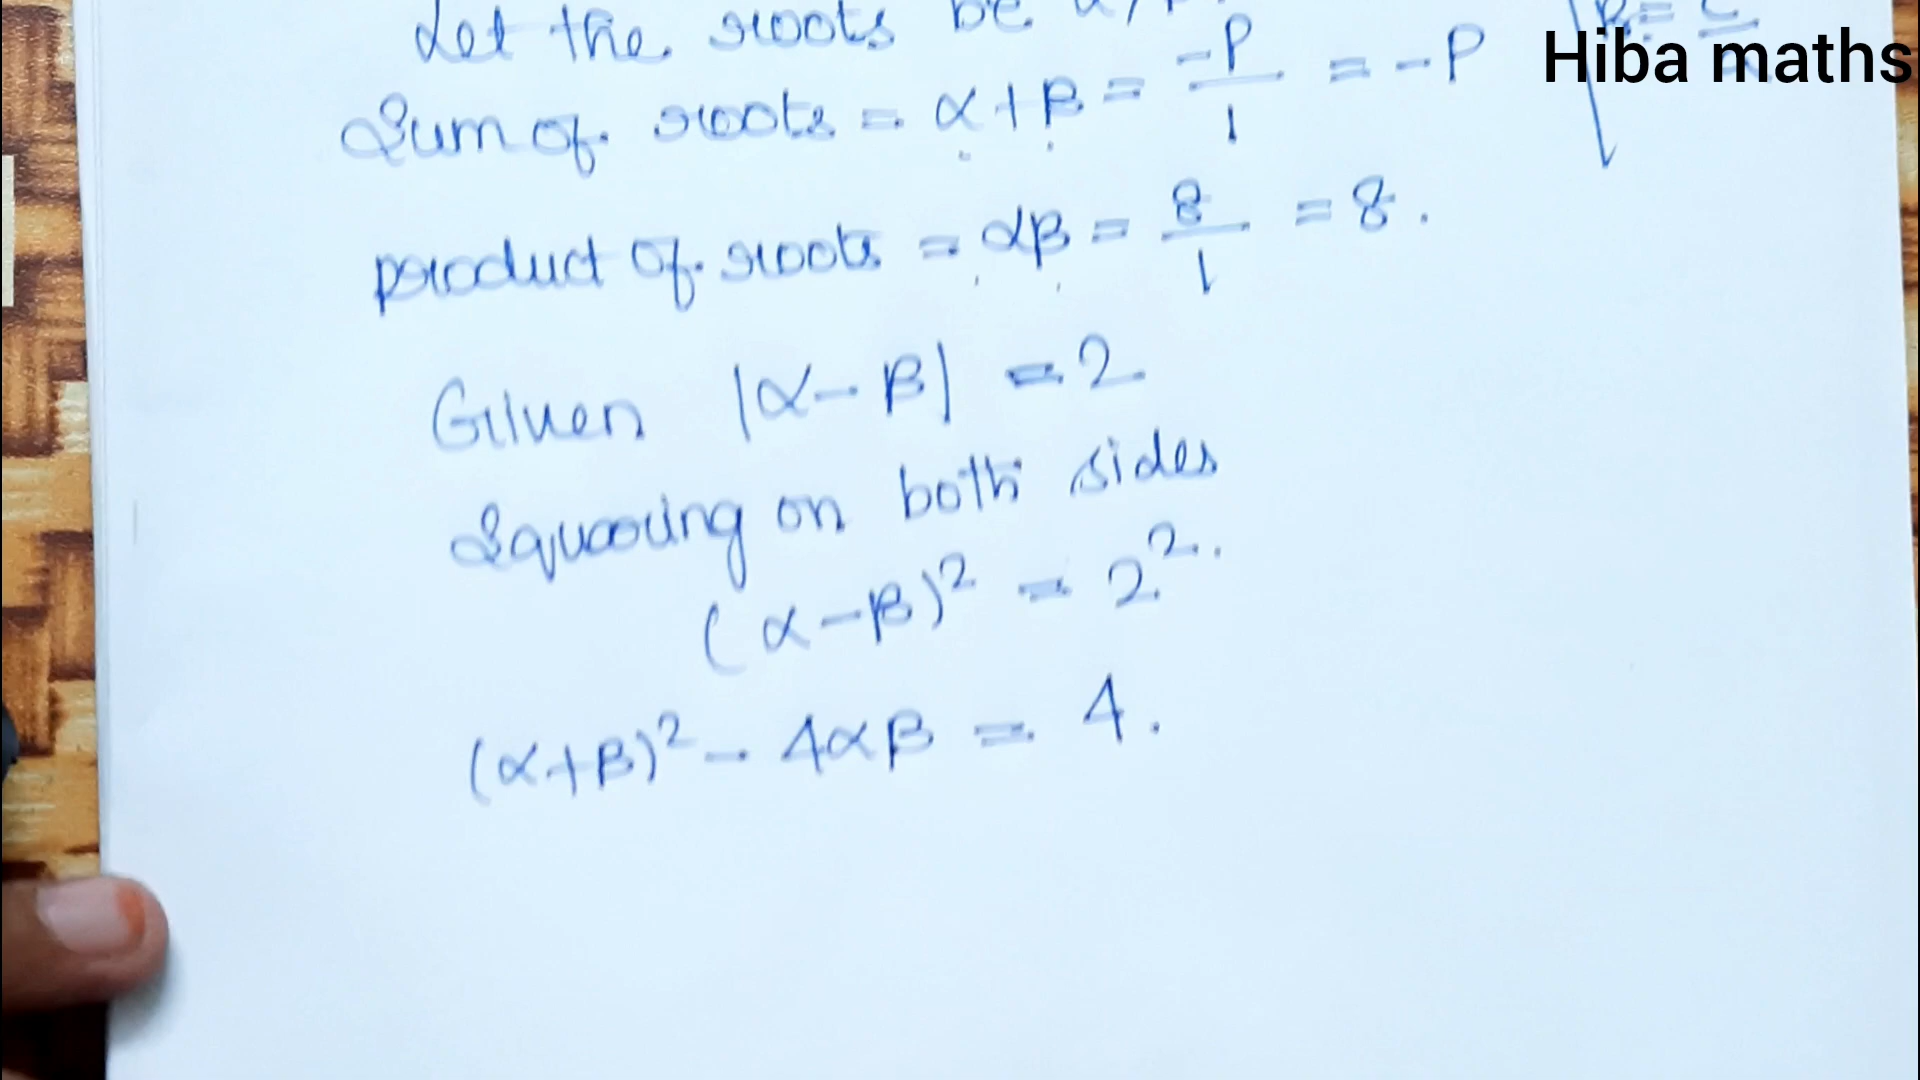 Let the roots be α,
Hiba maths
Sum of roots = α+β = -P/1 = -P
product of roots = αβ = 8/1 = 8.
Given |α-β| = 2
Squaring on both sides
(α-β)² = 2².
(α+β)² - 4αβ = 4.